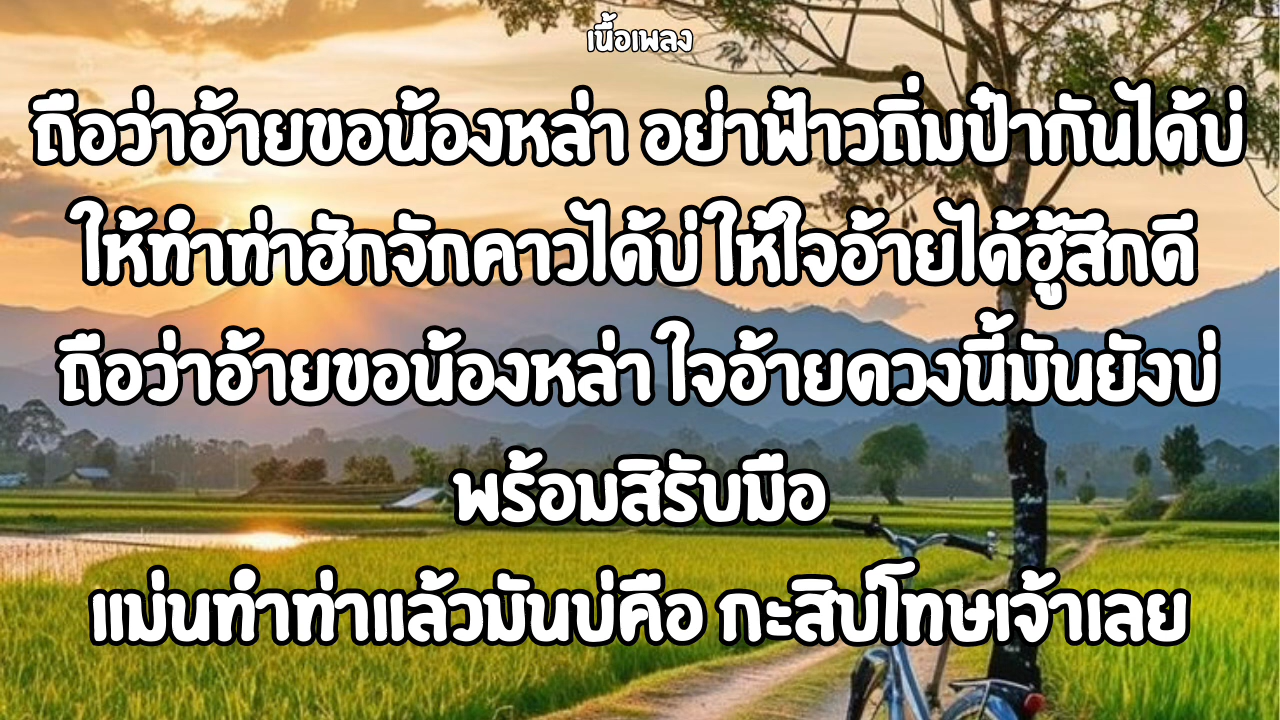 เนื้อเพลง
ถือว่าอ้ายขอน้องหล่า อย่าฟ้าวถิ่มป๋ากันได้บ่
ให้ทำท่าฮักจักคาวได้บ่ ให้ใจอ้ายได้ฮู้สึกดี
ถือว่าอ้ายขอน้องหล่า ใจอ้ายดวงนี้มันยังบ่
พร้อมสิรับมือ
แม่นทำท่าแล้วมันบ่คือ กะสิบ่โทษเจ้าเลย